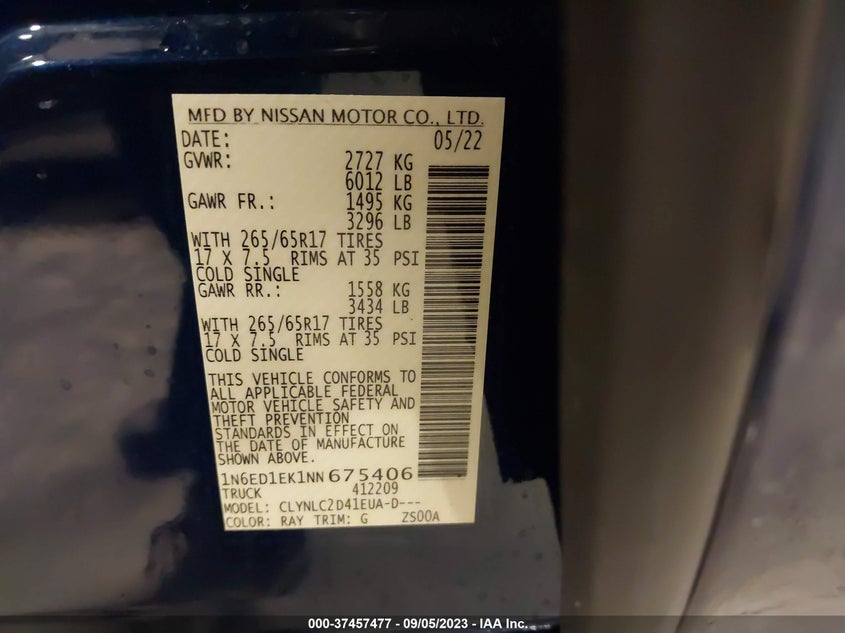 MFD BY NISSAN MOTOR CO., LTD.
DATE: 05/22
GVWR: 2727 KG
6012 LB
GAWR FR.: 1495 KG
3296 LB
WITH 265/65R17 TIRES
17 X 7.5 RIMS AT 35 PSI
COLD SINGLE
GAWR RR.: 1558 KG
3434 LB
WITH 265/65R17 TIRES
17 X 7.5 RIMS AT 35 PSI
COLD SINGLE
THIS VEHICLE CONFORMS TO
ALL APPLICABLE FEDERAL
MOTOR VEHICLE SAFETY AND
THEFT PREVENTION
STANDARDS IN EFFECT ON
THE DATE OF MANUFACTURE
SHOWN ABOVE.
1N6ED1EK1NN675406
TRUCK 412209
MODEL: CLYNLC2D41EUA-D---
COLOR: RAY TRIM: G ZS00A
000-37457477 - 09/05/2023 - IAA Inc.